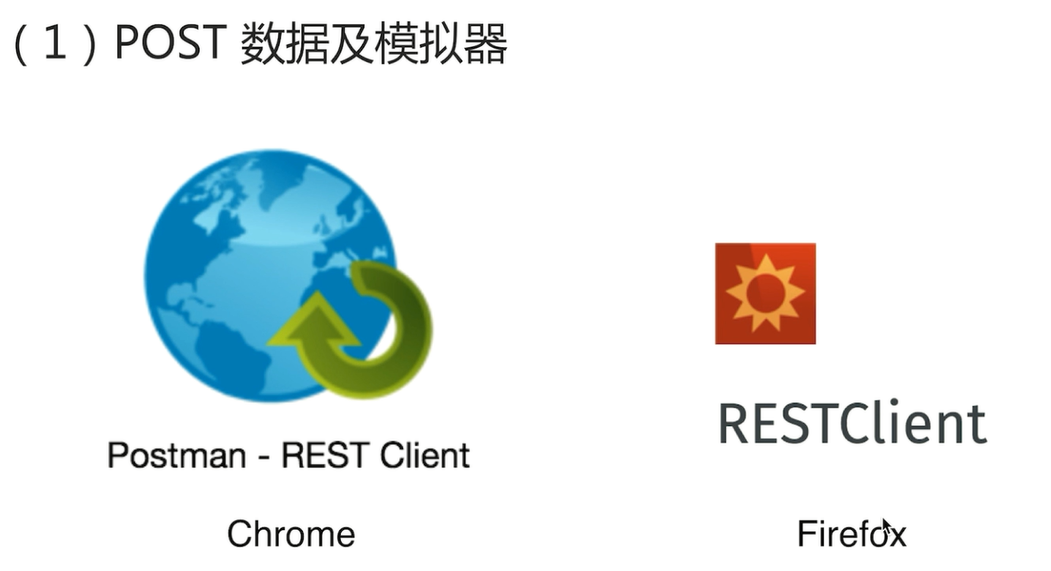 （1）POST 数据及模拟器
Postman - REST Client
RESTClient
Chrome
Firefox